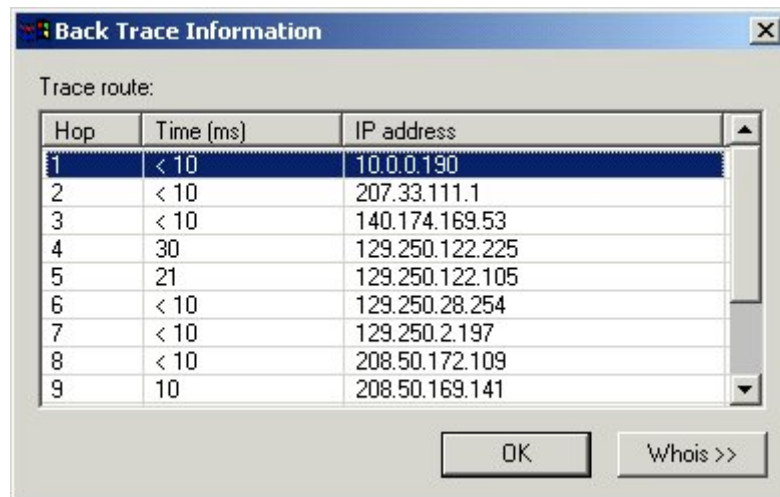 Back Trace Information
Trace route:
Hop Time (ms) IP address
1 < 10 10.0.0.190
2 < 10 207.33.111.1
3 < 10 140.174.169.53
4 30 129.250.122.225
5 21 129.250.122.105
6 < 10 129.250.28.254
7 < 10 129.250.2.197
8 < 10 208.50.172.109
9 10 208.50.169.141
OK Whois >>